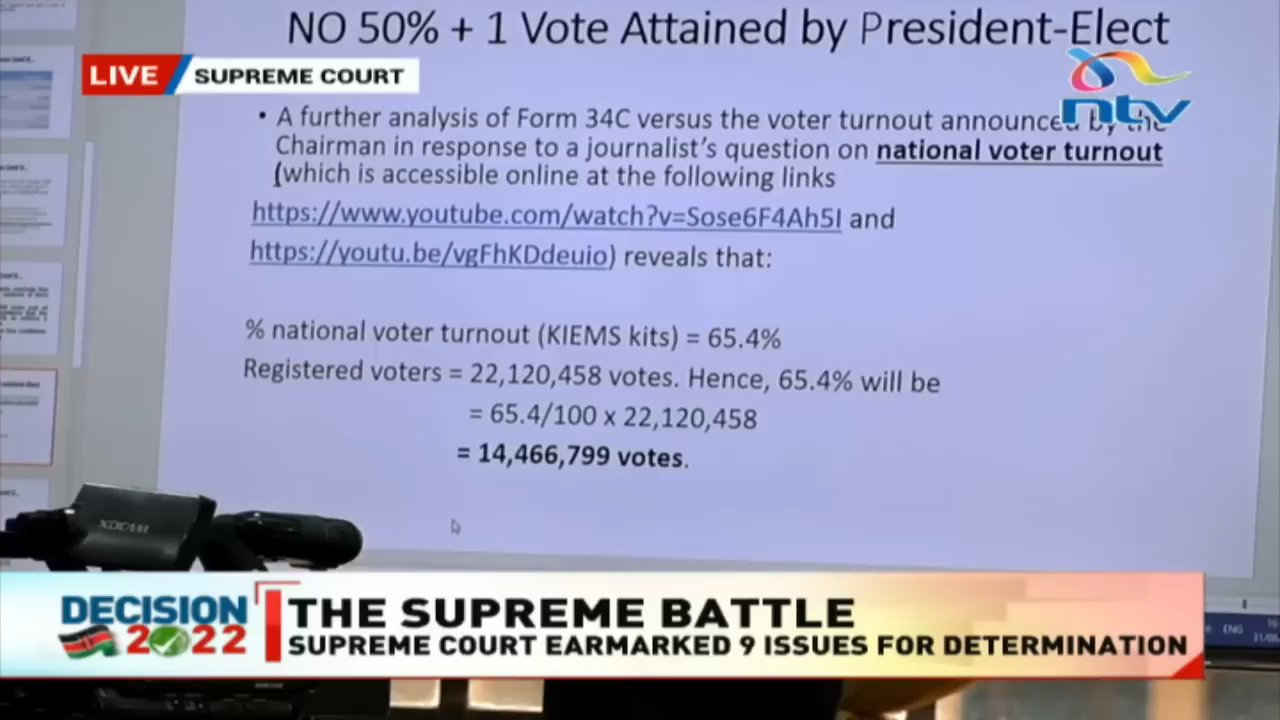 NO 50% + 1 Vote Attained by President-Elect
LIVE SUPREME COURT
ntv
• A further analysis of Form 34C versus the voter turnout announced by the
Chairman in response to a journalist's question on national voter turnout
(which is accessible online at the following links
https://www.youtube.com/watch?v=Sose6F4Ah5I and
https://youtu.be/vgFhKDdeuio) reveals that:
% national voter turnout (KIEMS kits) = 65.4%
Registered voters = 22,120,458 votes. Hence, 65.4% will be
= 65.4/100 x 22,120,458
= 14,466,799 votes.
DECISION
2022
THE SUPREME BATTLE
SUPREME COURT EARMARKED 9 ISSUES FOR DETERMINATION
ENG